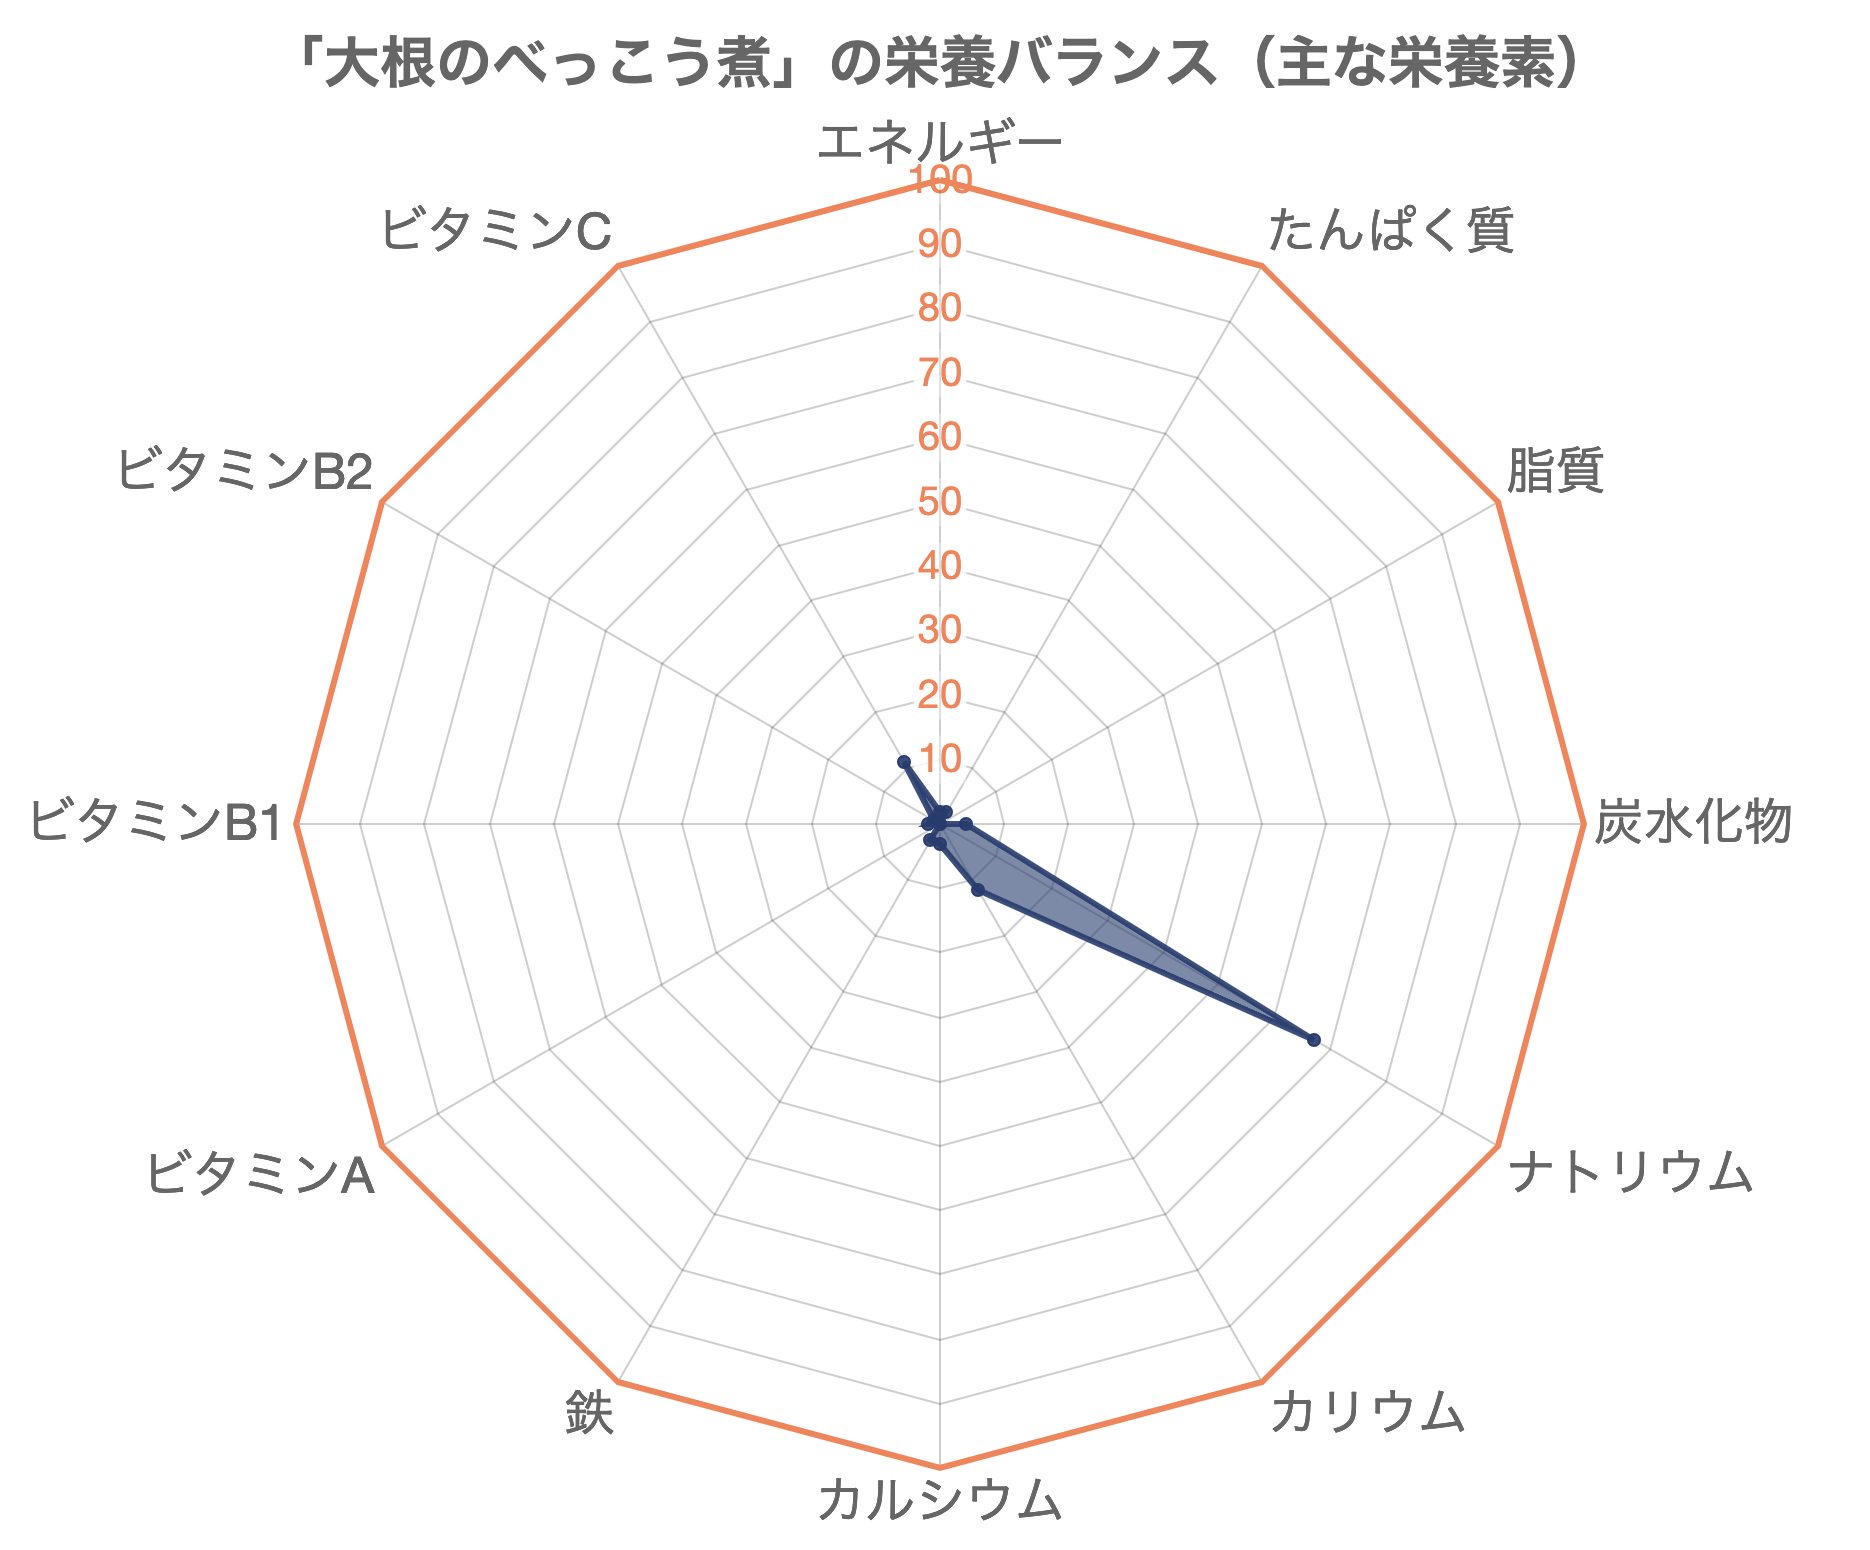 「大根のべっこう煮」の栄養バランス（主な栄養素）
エネルギー
たんぱく質
脂質
炭水化物
ナトリウム
カリウム
カルシウム
鉄
ビタミンA
ビタミンB1
ビタミンB2
ビタミンC
100
90
80
70
60
50
40
30
20
10